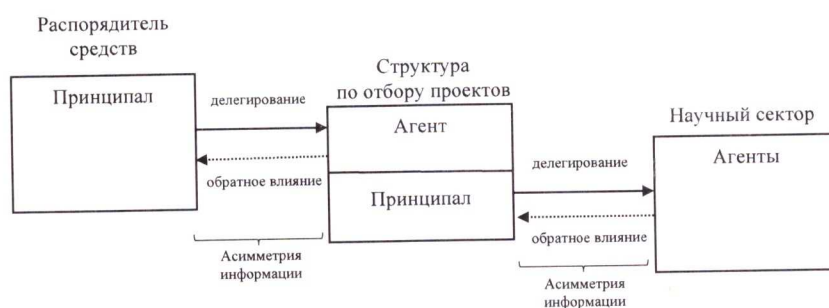 Распорядитель
средств
Принципал
делегирование
обратное влияние
Асимметрия
информации
Структура
по отбору проектов
Агент
Принципал
делегирование
обратное влияние
Асимметрия
информации
Научный сектор
Агенты